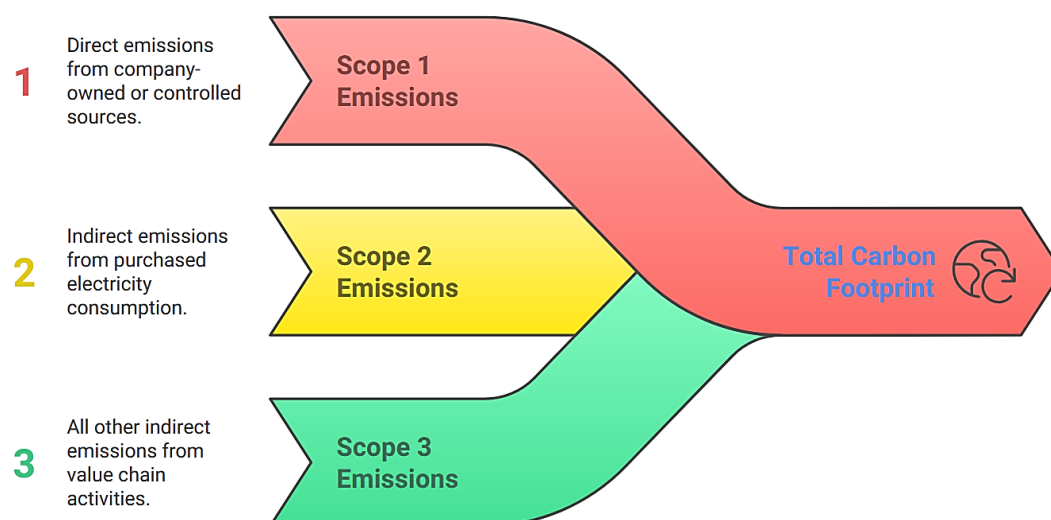 1
Direct emissions
from company-
owned or controlled
sources.
Scope 1
Emissions
2
Indirect emissions
from purchased
electricity
consumption.
Scope 2
Emissions
Total Carbon
Footprint
3
All other indirect
emissions from
value chain
activities.
Scope 3
Emissions